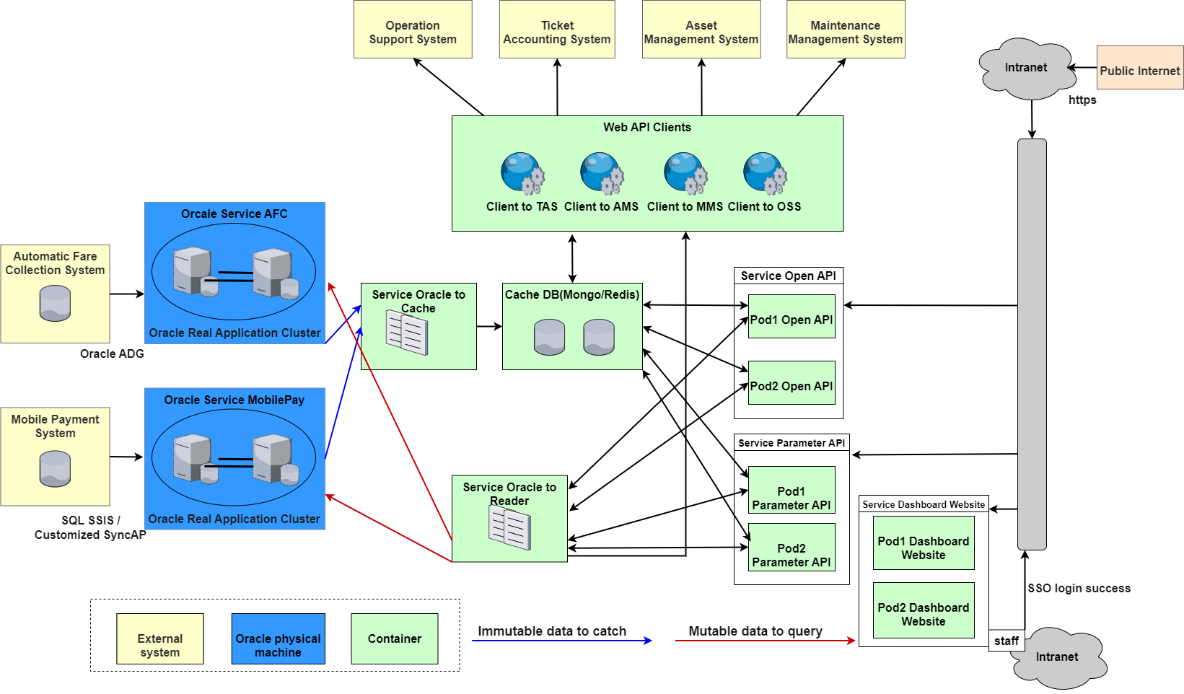 Operation
Support System
Ticket
Accounting System
Asset
Management System
Maintenance
Management System
Intranet
Public Internet
https
Web API Clients
Client to TAS
Client to AMS
Client to MMS
Client to OSS
Orcale Service AFC
Oracle Real Application Cluster
Automatic Fare
Collection System
Oracle ADG
Service Oracle to
Cache
Cache DB(Mongo/Redis)
Service Open API
Pod1 Open API
Pod2 Open API
Oracle Service MobilePay
Oracle Real Application Cluster
Mobile Payment
System
SQL SSIS /
Customized SyncAP
Service Oracle to
Reader
Service Parameter API
Pod1
Parameter API
Pod2
Parameter API
Service Dashboard Website
Pod1 Dashboard
Website
Pod2 Dashboard
Website
SSO login success
staff
Intranet
External
system
Oracle physical
machine
Container
Immutable data to catch
Mutable data to query